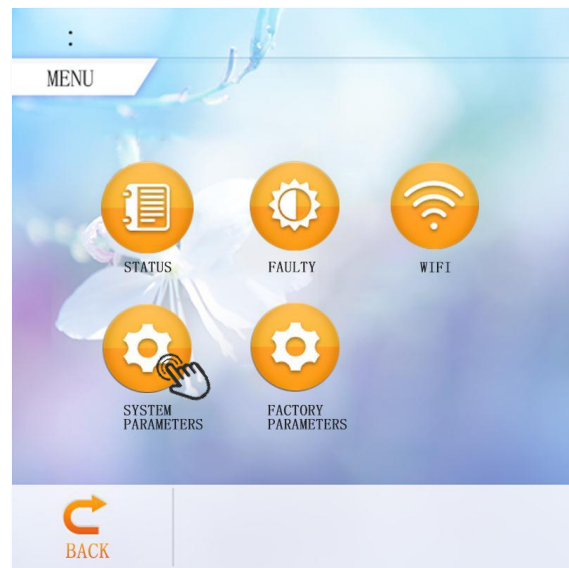 :
MENU
STATUS
FAULTY
WIFI
SYSTEM
PARAMETERS
FACTORY
PARAMETERS
BACK